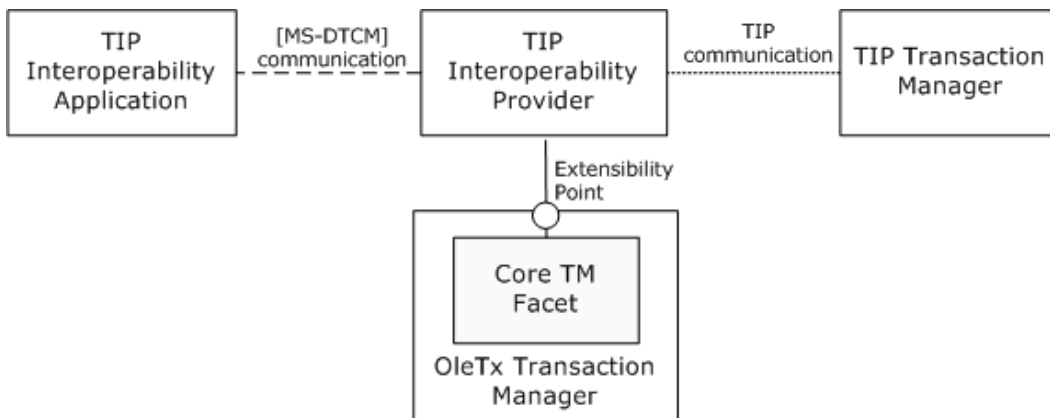 TIP
Interoperability
Application
[MS-DTCM]
communication
TIP
Interoperability
Provider
TIP
communication
TIP Transaction
Manager
Extensibility
Point
Core TM
Facet
OleTx Transaction
Manager